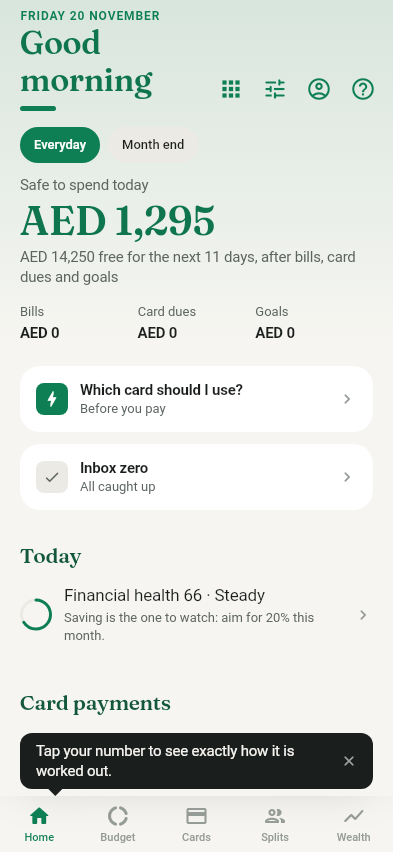 FRIDAY 20 NOVEMBER
Good
morning
Everyday
Month end
Safe to spend today
AED 1,295
AED 14,250 free for the next 11 days, after bills, card
dues and goals
Bills
Card dues
Goals
AED 0
AED 0
AED 0
Which card should I use?
Before you pay
Inbox zero
All caught up
Today
Financial health 66 · Steady
Saving is the one to watch: aim for 20% this
month.
Card payments
Tap your number to see exactly how it is
worked out.
Home
Budget
Cards
Splits
Wealth